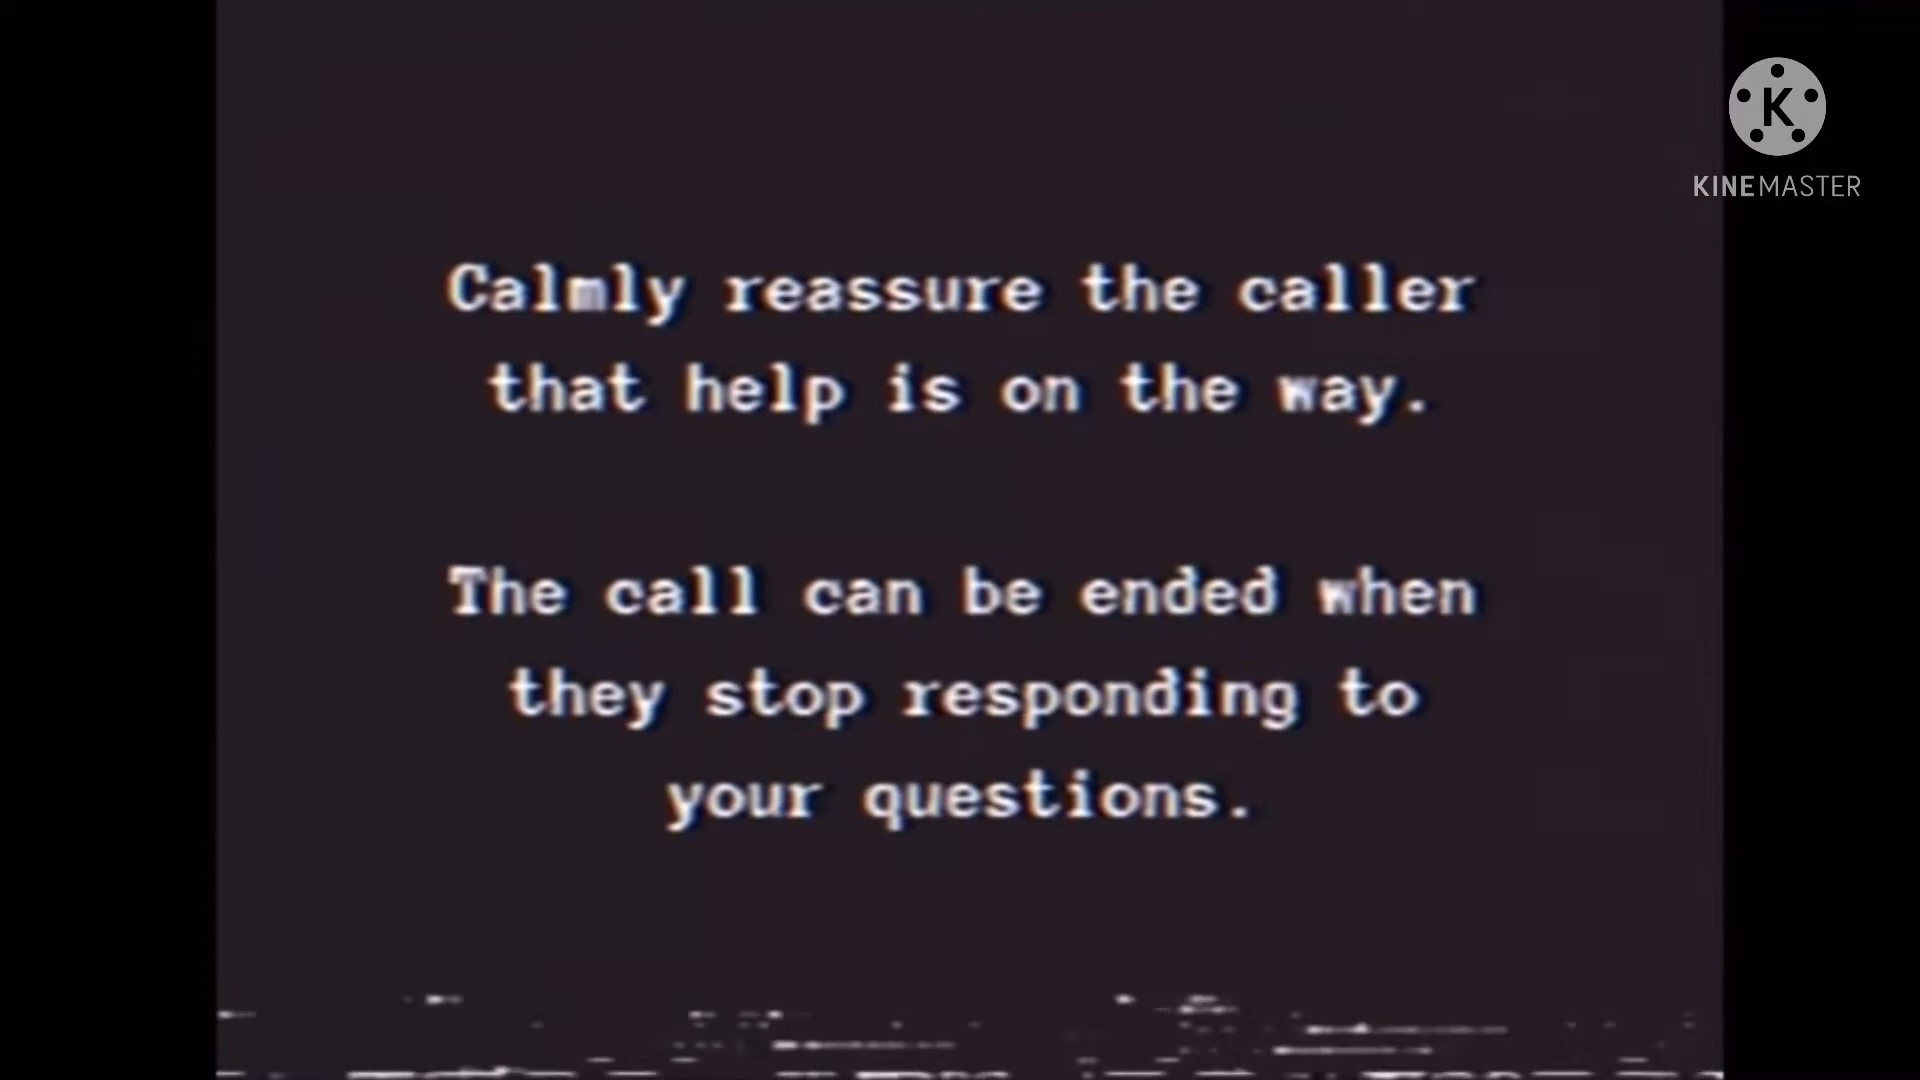 K
KINEMASTER
Calmly reassure the caller
that help is on the way.
The call can be ended when
they stop responding to
your questions.